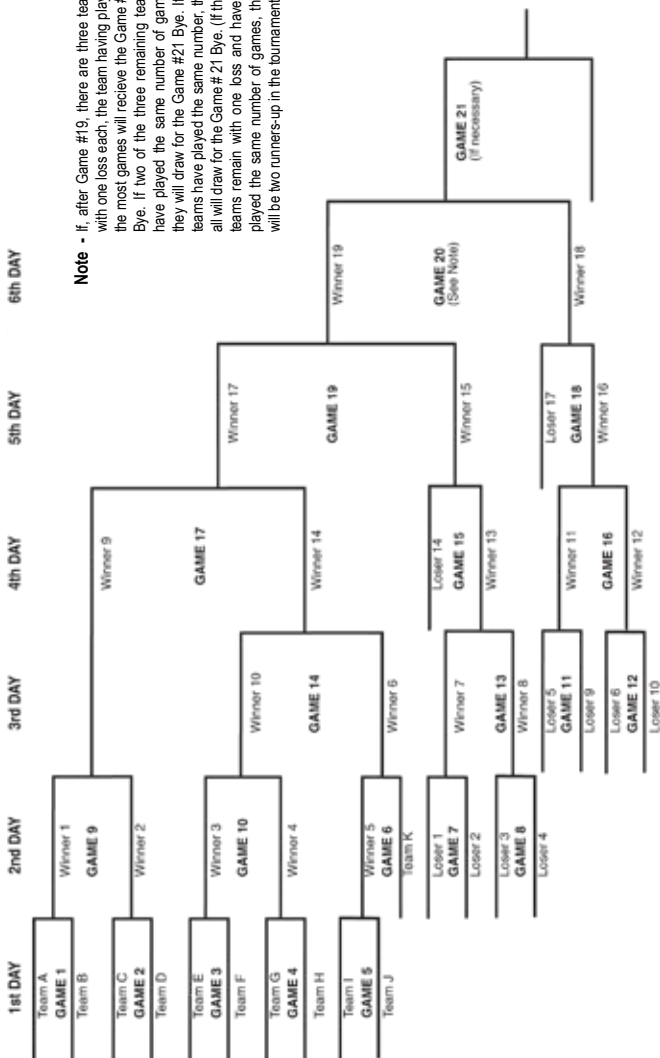 1st DAY
2nd DAY
3rd DAY
4th DAY
5th DAY
6th DAY
Team A
GAME 1
Team B
Team C
GAME 2
Team D
Team E
GAME 3
Team F
Team G
GAME 4
Team H
Team I
GAME 5
Team J
Winner 1
GAME 9
Winner 2
Winner 3
GAME 10
Winner 4
Winner 5
GAME 6
Team K
Loser 1
GAME 7
Loser 2
Loser 3
GAME 8
Loser 4
Winner 10
GAME 14
Winner 6
Winner 7
GAME 13
Winner 8
Loser 5
GAME 11
Loser 9
Loser 6
GAME 12
Loser 10
Winner 9
GAME 17
Winner 14
Loser 14
GAME 15
Winner 13
Winner 11
GAME 16
Winner 12
Winner 17
GAME 19
Winner 15
Loser 17
GAME 18
Winner 16
Winner 19
GAME 20
(See Note)
Winner 18
GAME 21
(If necessary)
Note - If, after Game #19, there are three tea
with one loss each, the team having play
the most games will recieve the Game #
Bye. If two of the three remaining tea
have played the same number of gam
they will draw for the Game #21 Bye. If
teams have played the same number, th
all will draw for the Game # 21 Bye. (If th
teams remain with one loss and have
played the same number of games, th
will be two runners-up in the tournament